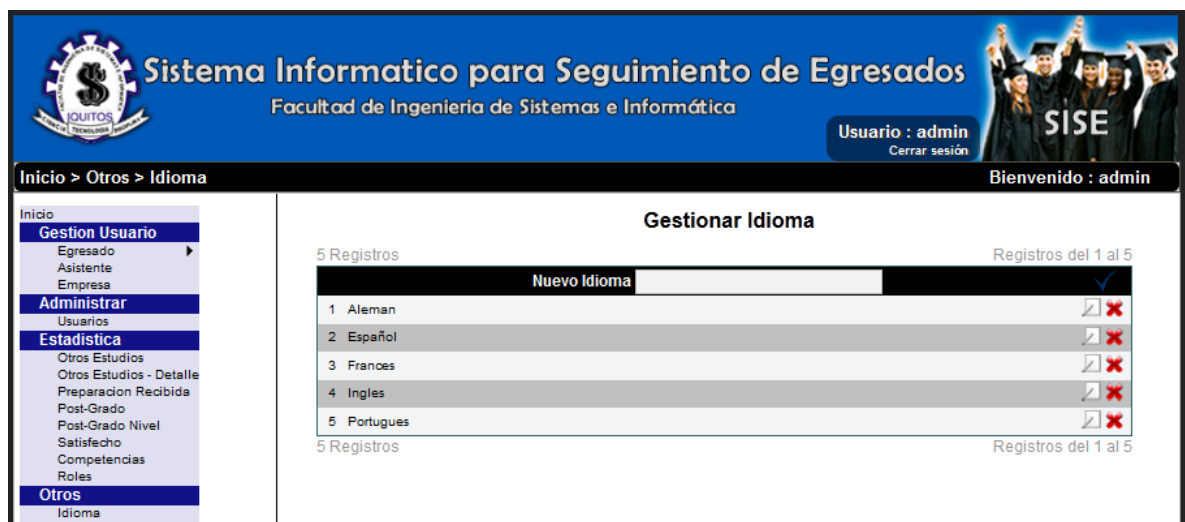 Sistema Informatico para Seguimiento de Egresados
Facultad de Ingenieria de Sistemas e Informática
IQUITOS
CIENCIA TECNOLOGIA
SISE
Usuario : admin
Cerrar sesión
Inicio > Otros > Idioma
Bienvenido : admin
Inicio
Gestion Usuario
Egresado
Asistente
Empresa
Administrar
Usuarios
Estadistica
Otros Estudios
Otros Estudios - Detalle
Preparacion Recibida
Post-Grado
Post-Grado Nivel
Satisfecho
Competencias
Roles
Otros
Idioma
Gestionar Idioma
5 Registros Registros del 1 al 5
Nuevo Idioma
1 Aleman
2 Español
3 Frances
4 Ingles
5 Portugues
5 Registros Registros del 1 al 5